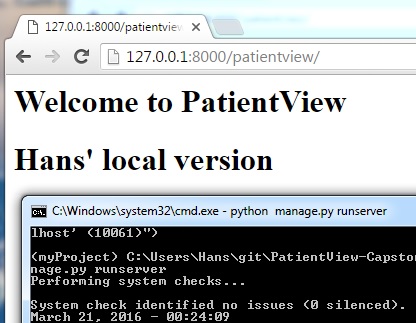 127.0.0.1:8000/patientvie
127.0.0.1:8000/patientview/
Welcome to PatientView
Hans' local version
C:\Windows\system32\cmd.exe - python  manage.py runserver
lhost' (10061)")
(myProject) C:\Users\Hans\git\PatientView-Capsto
nage.py runserver
Performing system checks...
System check identified no issues (0 silenced).
March 21, 2016 - 00:24:09